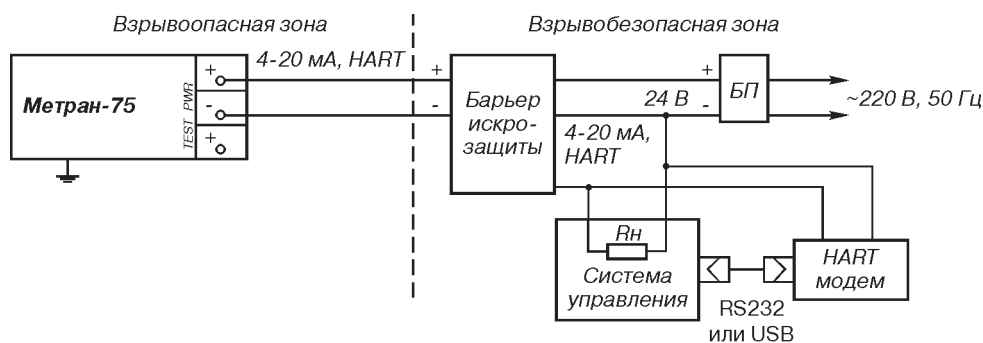 Взрывоопасная зона
Взрывобезопасная зона
4-20 мА, HART
Метран-75
TEST PWR
+
-
+
+
-
Барьер
искро-
защиты
+
24 В -
БП
~220 В, 50 Гц
4-20 мА,
HART
Rн
Система
управления
HART
модем
RS232
или USB